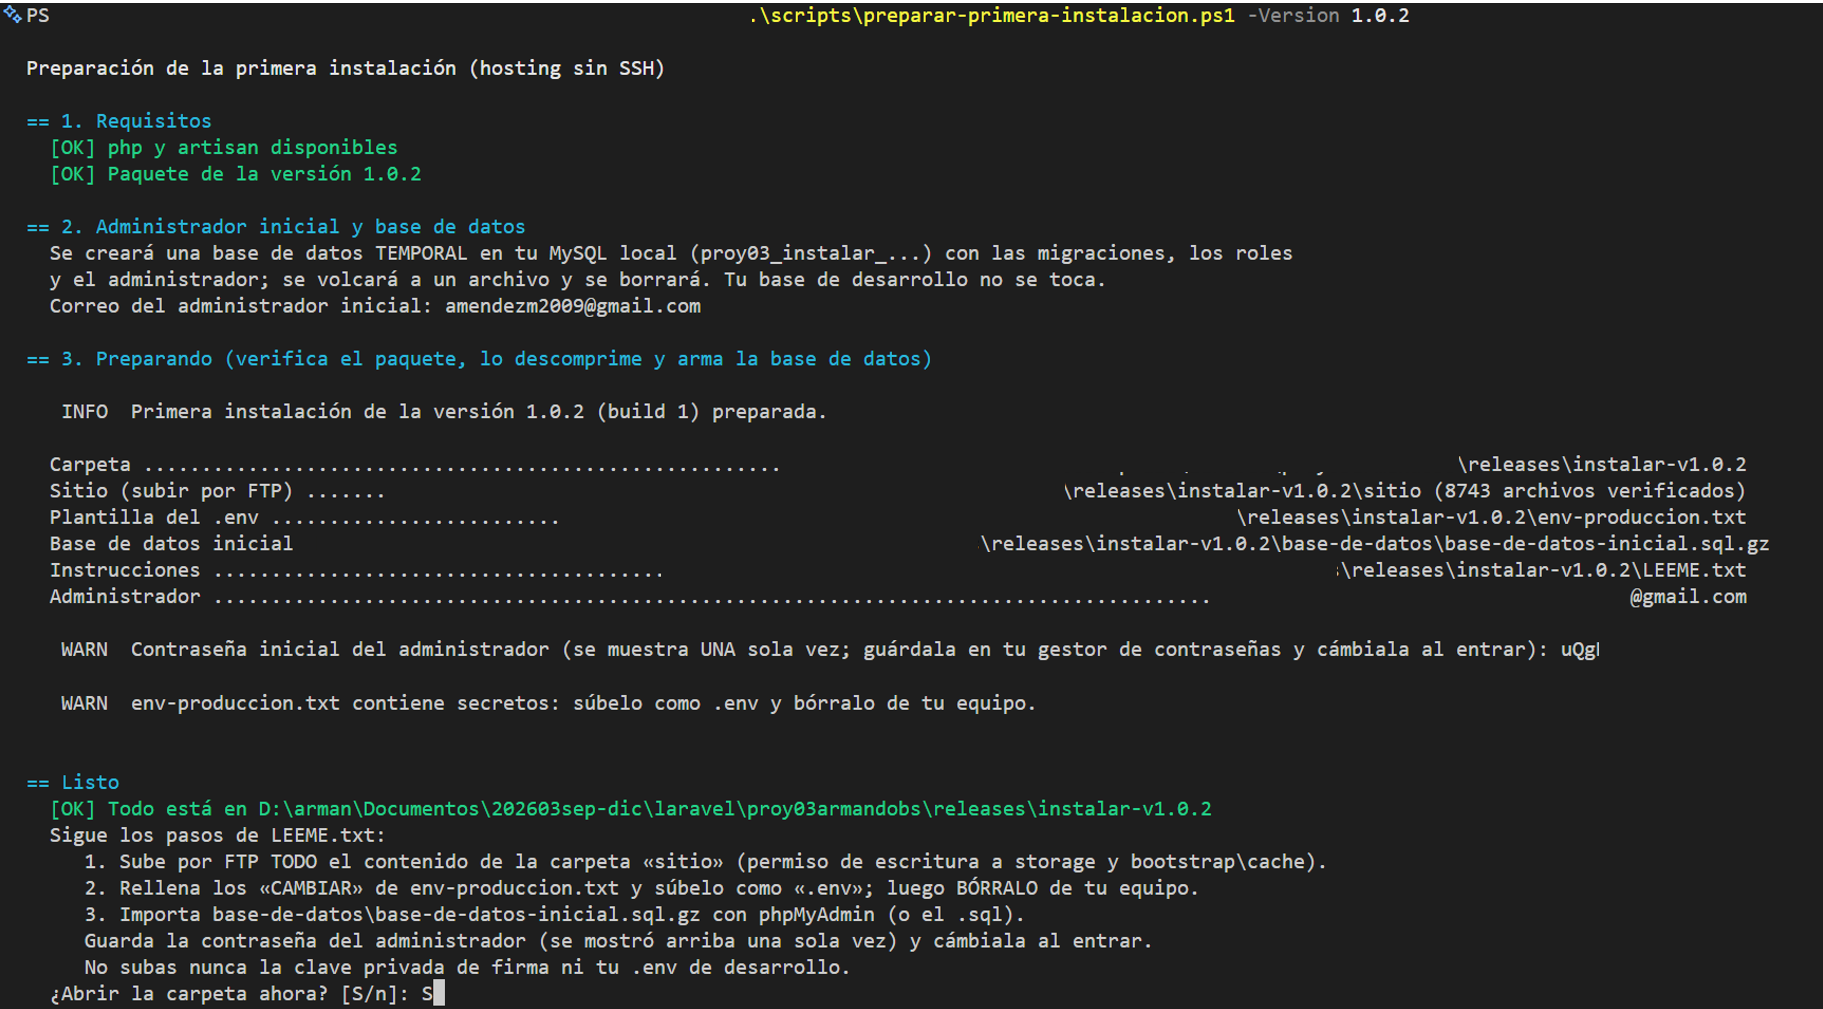 PS .\scripts\preparar-primera-instalacion.ps1 -Version 1.0.2
Preparación de la primera instalación (hosting sin SSH)
== 1. Requisitos
[OK] php y artisan disponibles
[OK] Paquete de la versión 1.0.2
== 2. Administrador inicial y base de datos
Se creará una base de datos TEMPORAL en tu MySQL local (proy03_instalar_...) con las migraciones, los roles
y el administrador; se volcará a un archivo y se borrará. Tu base de desarrollo no se toca.
Correo del administrador inicial: amendezm2009@gmail.com
== 3. Preparando (verifica el paquete, lo descomprime y arma la base de datos)
INFO Primera instalación de la versión 1.0.2 (build 1) preparada.
Carpeta ....................................................... \releases\instalar-v1.0.2
Sitio (subir por FTP) ....... \releases\instalar-v1.0.2\sitio (8743 archivos verificados)
Plantilla del .env ......................... \releases\instalar-v1.0.2\env-produccion.txt
Base de datos inicial \releases\instalar-v1.0.2\base-de-datos\base-de-datos-inicial.sql.gz
Instrucciones ....................................... \releases\instalar-v1.0.2\LEEME.txt
Administrador ...................................................................................... @gmail.com
WARN Contraseña inicial del administrador (se muestra UNA sola vez; guárdala en tu gestor de contraseñas y cámbiala al entrar): uQg
WARN env-produccion.txt contiene secretos: súbelo como .env y bórralo de tu equipo.
== Listo
[OK] Todo está en D:\arman\Documentos\202603sep-dic\laravel\proy03armandobs\releases\instalar-v1.0.2
Sigue los pasos de LEEME.txt:
1. Sube por FTP TODO el contenido de la carpeta «sitio» (permiso de escritura a storage y bootstrap\cache).
2. Rellena los «CAMBIAR» de env-produccion.txt y súbelo como «.env»; luego BÓRRALO de tu equipo.
3. Importa base-de-datos\base-de-datos-inicial.sql.gz con phpMyAdmin (o el .sql).
Guarda la contraseña del administrador (se mostró arriba una sola vez) y cámbiala al entrar.
No subas nunca la clave privada de firma ni tu .env de desarrollo.
¿Abrir la carpeta ahora? [S/n]: S